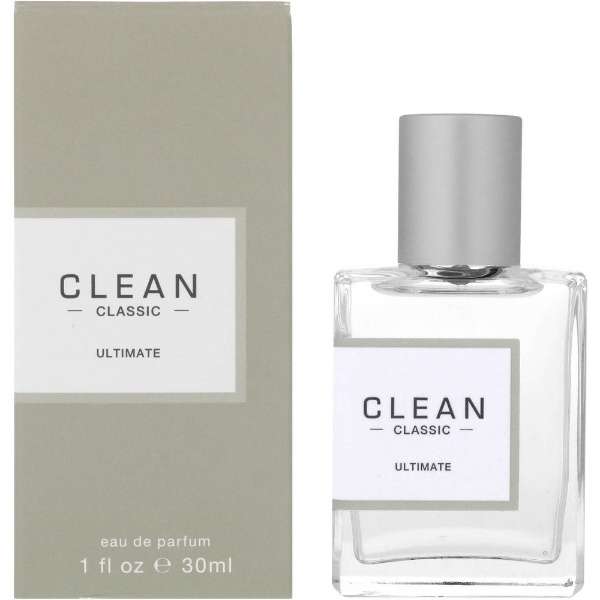 CLEAN
— CLASSIC —
ULTIMATE
eau de parfum
1 fl oz ℮ 30ml
CLEAN
— CLASSIC —
ULTIMATE